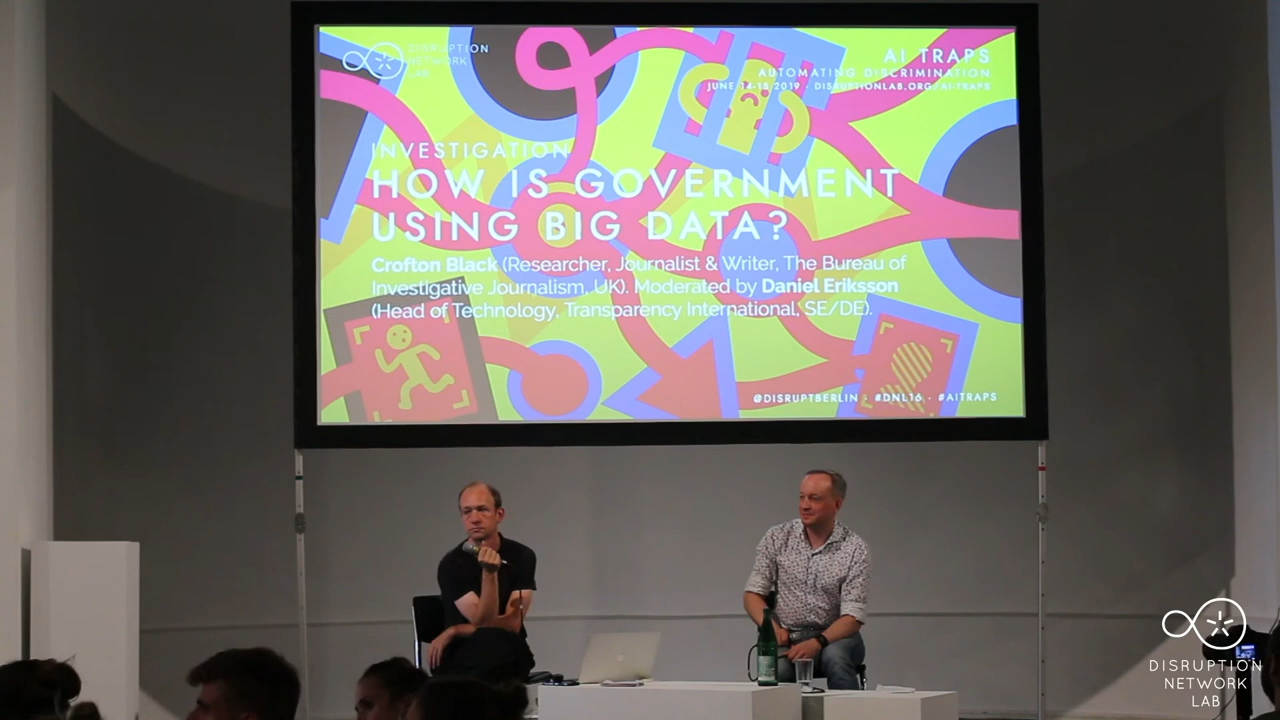 DISRUPTION
NETWORK
LAB
AI TRAPS
AUTOMATING DISCRIMINATION
JUNE 14-15 2019 · DISRUPTIONLAB.ORG/AI-TRAPS
INVESTIGATION
HOW IS GOVERNMENT
USING BIG DATA?
Crofton Black (Researcher, Journalist & Writer, The Bureau of
Investigative Journalism, UK). Moderated by Daniel Eriksson
(Head of Technology, Transparency International, SE/DE).
@DISRUPTBERLIN · #DNL16 · #AITRAPS
DISRUPTION
NETWORK
LAB